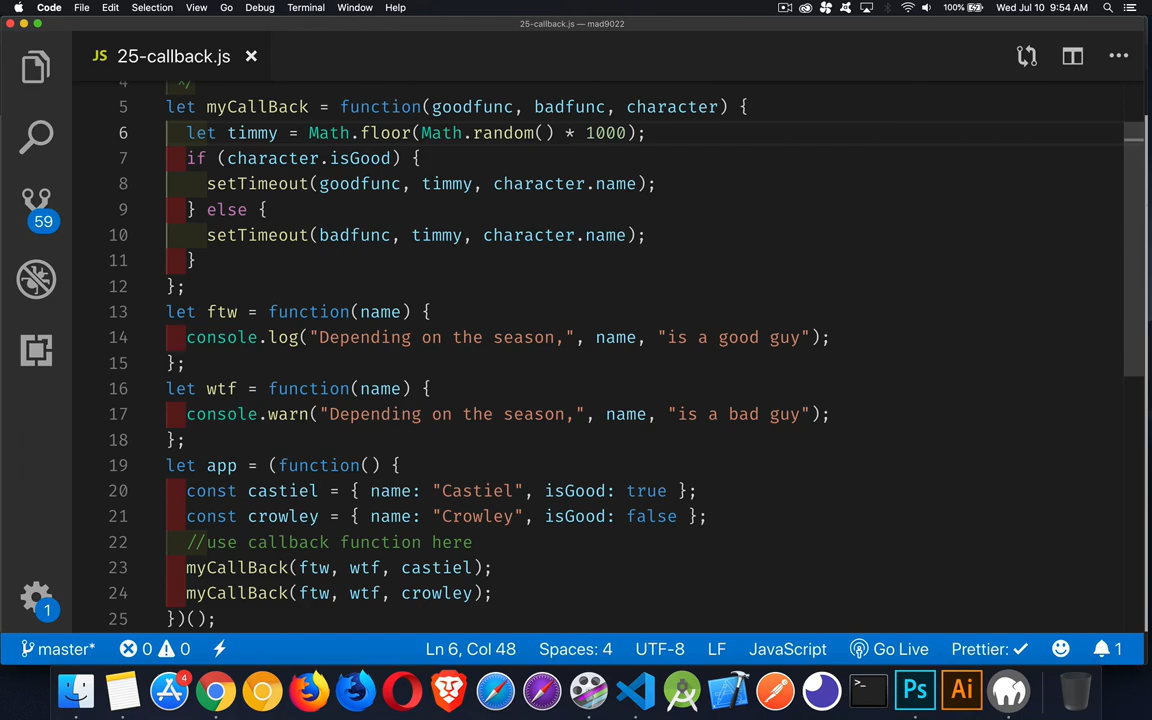 Code File Edit Selection View Go Debug Terminal Window Help 100% Wed Jul 10 9:54 AM
25-callback.js — mad9022
JS 25-callback.js
4 */
5 let myCallBack = function(goodfunc, badfunc, character) {
6 let timmy = Math.floor(Math.random() * 1000);
7 if (character.isGood) {
8 setTimeout(goodfunc, timmy, character.name);
9 } else {
10 setTimeout(badfunc, timmy, character.name);
11 }
12 };
13 let ftw = function(name) {
14 console.log("Depending on the season,", name, "is a good guy");
15 };
16 let wtf = function(name) {
17 console.warn("Depending on the season,", name, "is a bad guy");
18 };
19 let app = (function() {
20 const castiel = { name: "Castiel", isGood: true };
21 const crowley = { name: "Crowley", isGood: false };
22 //use callback function here
23 myCallBack(ftw, wtf, castiel);
24 myCallBack(ftw, wtf, crowley);
25 })();
59
1
master* 0 0 Ln 6, Col 48 Spaces: 4 UTF-8 LF JavaScript Go Live Prettier: ✓ 1
4
>_
Ps
Ai